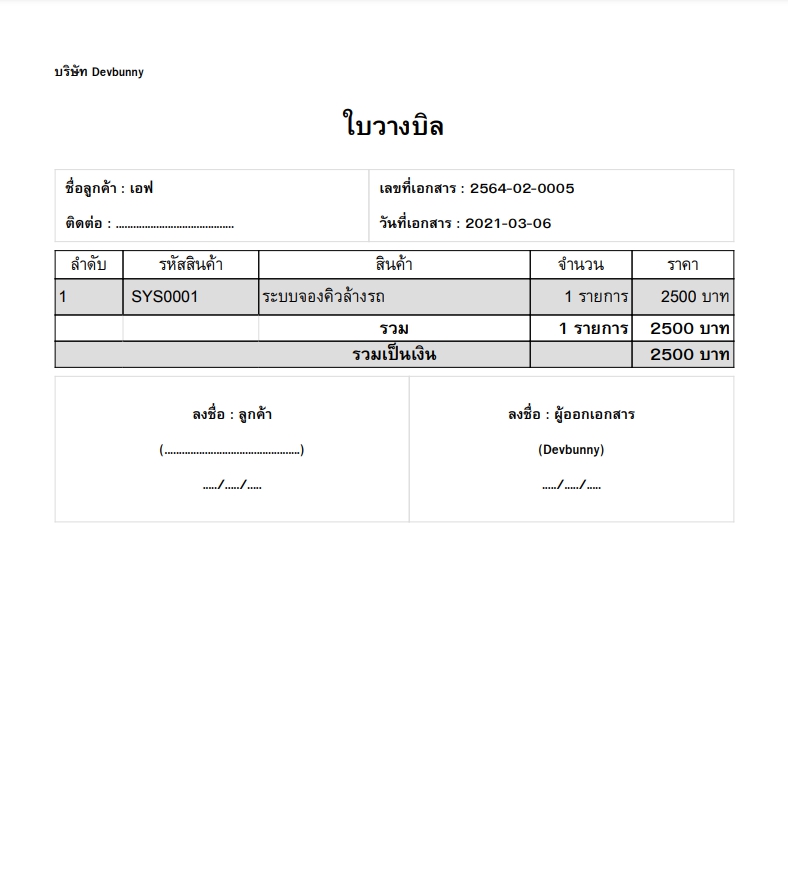 บริษัท Devbunny
ใบวางบิล
ชื่อลูกค้า : เอฟ
ติดต่อ : .........................................
เลขที่เอกสาร : 2564-02-0005
วันที่เอกสาร : 2021-03-06
ลำดับ รหัสสินค้า สินค้า จำนวน ราคา
1 SYS0001 ระบบจองคิวล้างรถ 1 รายการ 2500 บาท
รวม 1 รายการ 2500 บาท
รวมเป็นเงิน 2500 บาท
ลงชื่อ : ลูกค้า
(...............................................)
...../...../.....
ลงชื่อ : ผู้ออกเอกสาร
(Devbunny)
...../...../.....